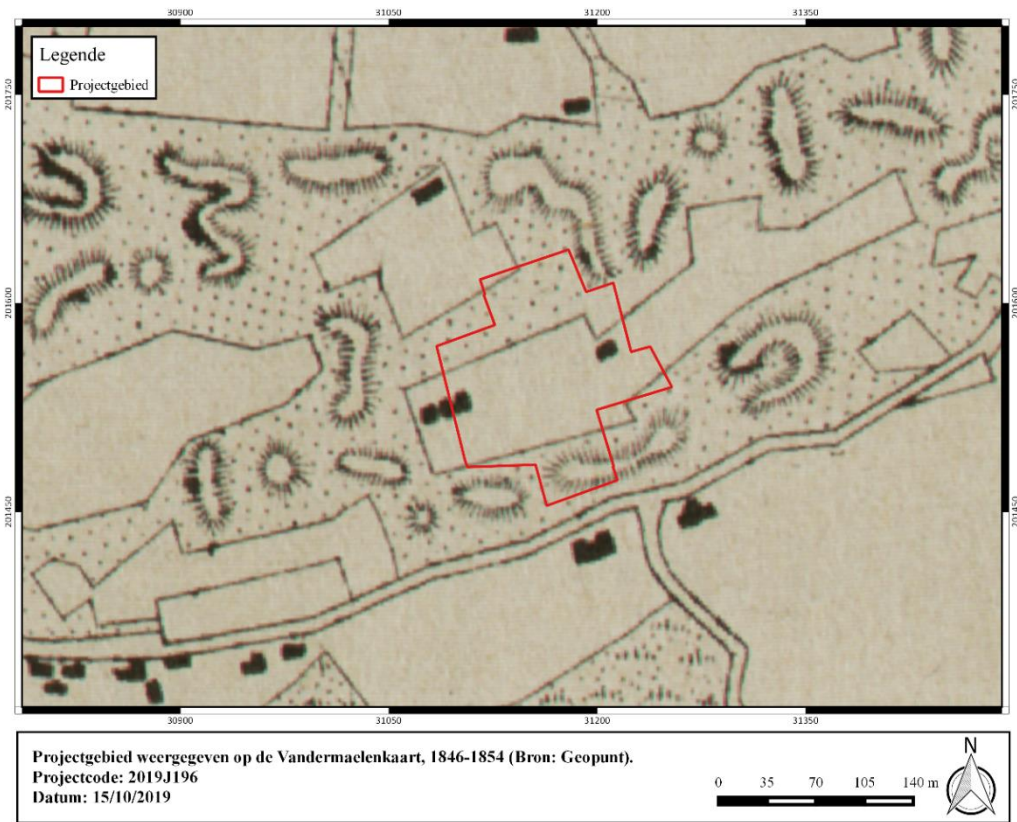 30900 31050 31200 31350
Legende
Projectgebied
201750 201750
201600 201600
201450 201450
30900 31050 31200 31350
Projectgebied weergegeven op de Vandermaelenkaart, 1846-1854 (Bron: Geopunt).
Projectcode: 2019J196
Datum: 15/10/2019
N
0 35 70 105 140 m